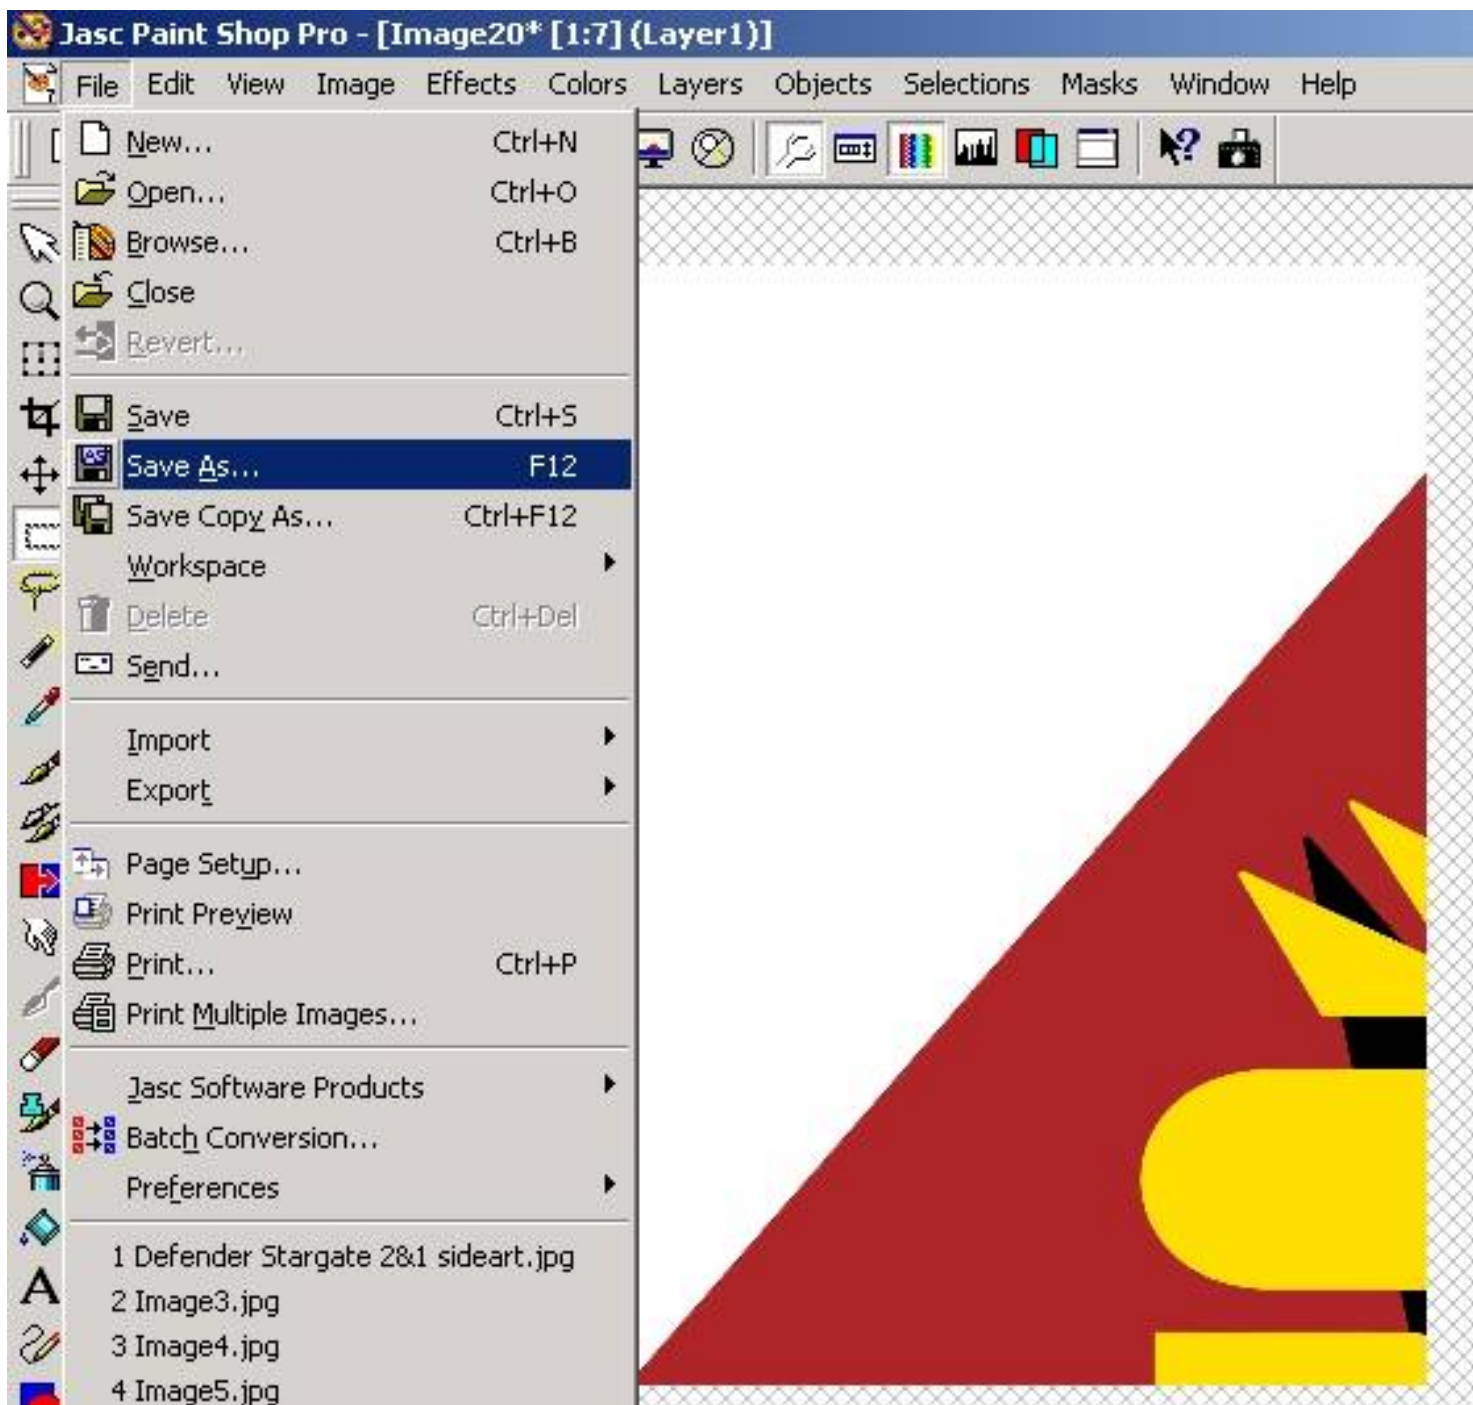 Jasc Paint Shop Pro - [Image20* [1:7] (Layer1)]
File Edit View Image Effects Colors Layers Objects Selections Masks Window Help
New... Ctrl+N
Open... Ctrl+O
Browse... Ctrl+B
Close
Revert...
Save Ctrl+S
Save As... F12
Save Copy As... Ctrl+F12
Workspace
Delete Ctrl+Del
Send...
Import
Export
Page Setup...
Print Preview
Print... Ctrl+P
Print Multiple Images...
Jasc Software Products
Batch Conversion...
Preferences
1 Defender Stargate 2&1 sideart.jpg
2 Image3.jpg
3 Image4.jpg
4 Image5.jpg